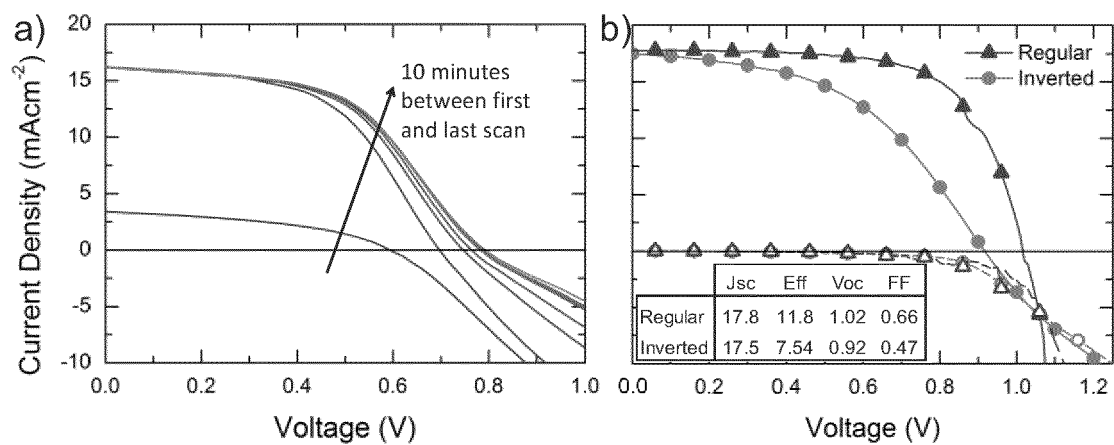 a)
Current Density (mAcm-2)
20
15
10
5
0
-5
-10
10 minutes
between first
and last scan
0.0 0.2 0.4 0.6 0.8 1.0
Voltage (V)
b)
Regular
Inverted
Jsc Eff Voc FF
Regular 17.8 11.8 1.02 0.66
Inverted 17.5 7.54 0.92 0.47
0.0 0.2 0.4 0.6 0.8 1.0 1.2
Voltage (V)